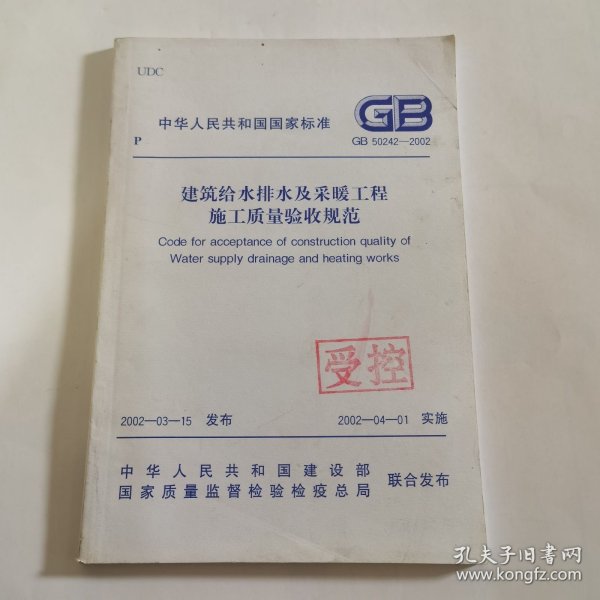 UDC
中华人民共和国国家标准
GB
P
GB 50242—2002
建筑给水排水及采暖工程
施工质量验收规范
Code for acceptance of construction quality of
Water supply drainage and heating works
受控
2002—03—15 发布
2002—04—01 实施
中华人民共和国建设部
国家质量监督检验检疫总局
联合发布
孔夫子旧书网
www.kongfz.com